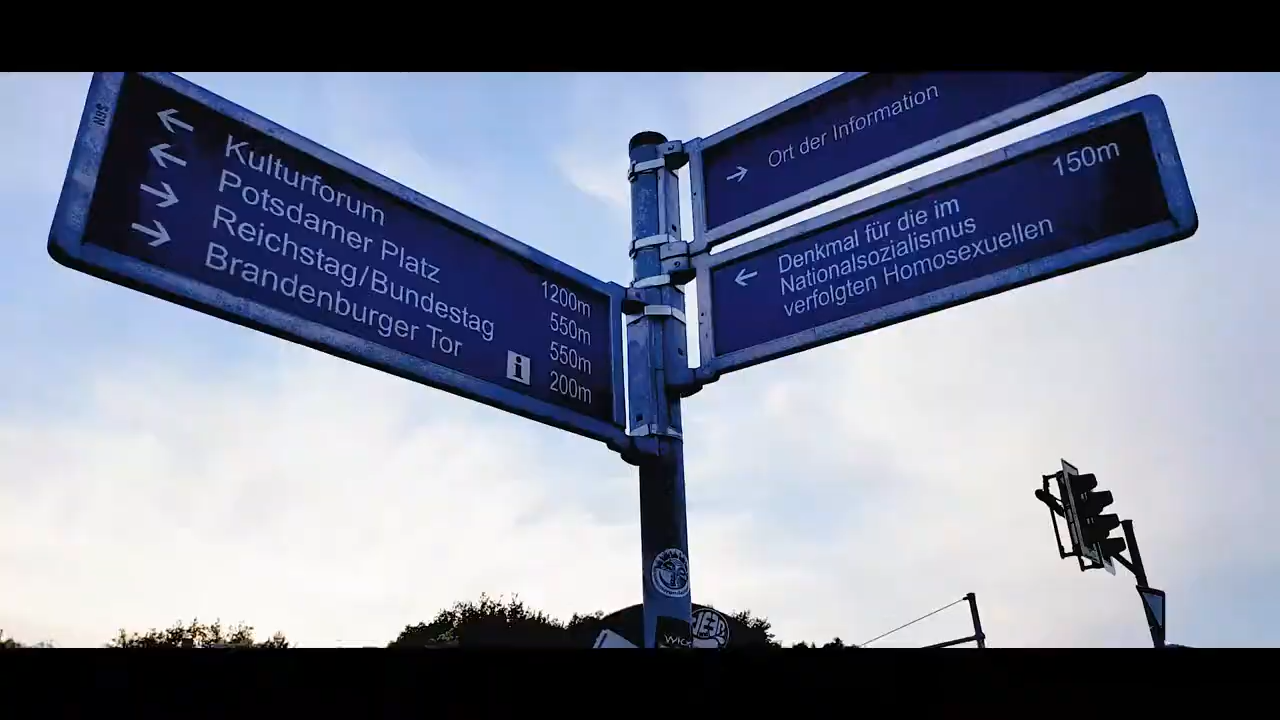 ← Kulturforum 1200m
← Potsdamer Platz 550m
→ Reichstag/Bundestag 550m
→ Brandenburger Tor i 200m
→ Ort der Information
150m
← Denkmal für die im
Nationalsozialismus
verfolgten Homosexuellen